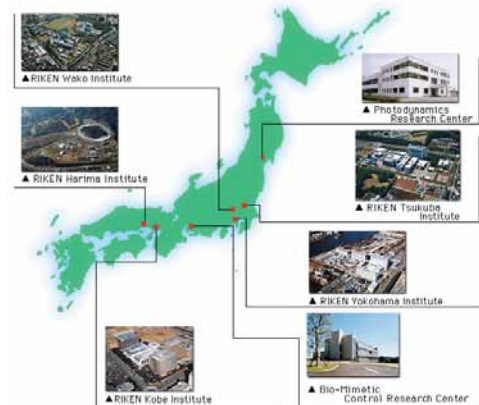 ▲RIKEN Wako Institute
▲ Photodynamics
Research Center
▲ RIKEN Harima Institute
▲ RIKEN Tsukuba
Institute
▲ RIKEN Yokohama Institute
▲RIKEN Kobe Institute
▲ Bio-Mimetic
Control Research Center